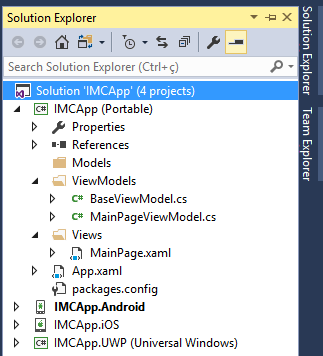 Solution Explorer
Search Solution Explorer (Ctrl+ç)
Solution 'IMCApp' (4 projects)
C# IMCApp (Portable)
Properties
References
Models
ViewModels
C# BaseViewModel.cs
C# MainPageViewModel.cs
Views
MainPage.xaml
App.xaml
packages.config
IMCApp.Android
IMCApp.iOS
C# IMCApp.UWP (Universal Windows)
Solution Explorer
Team Explorer